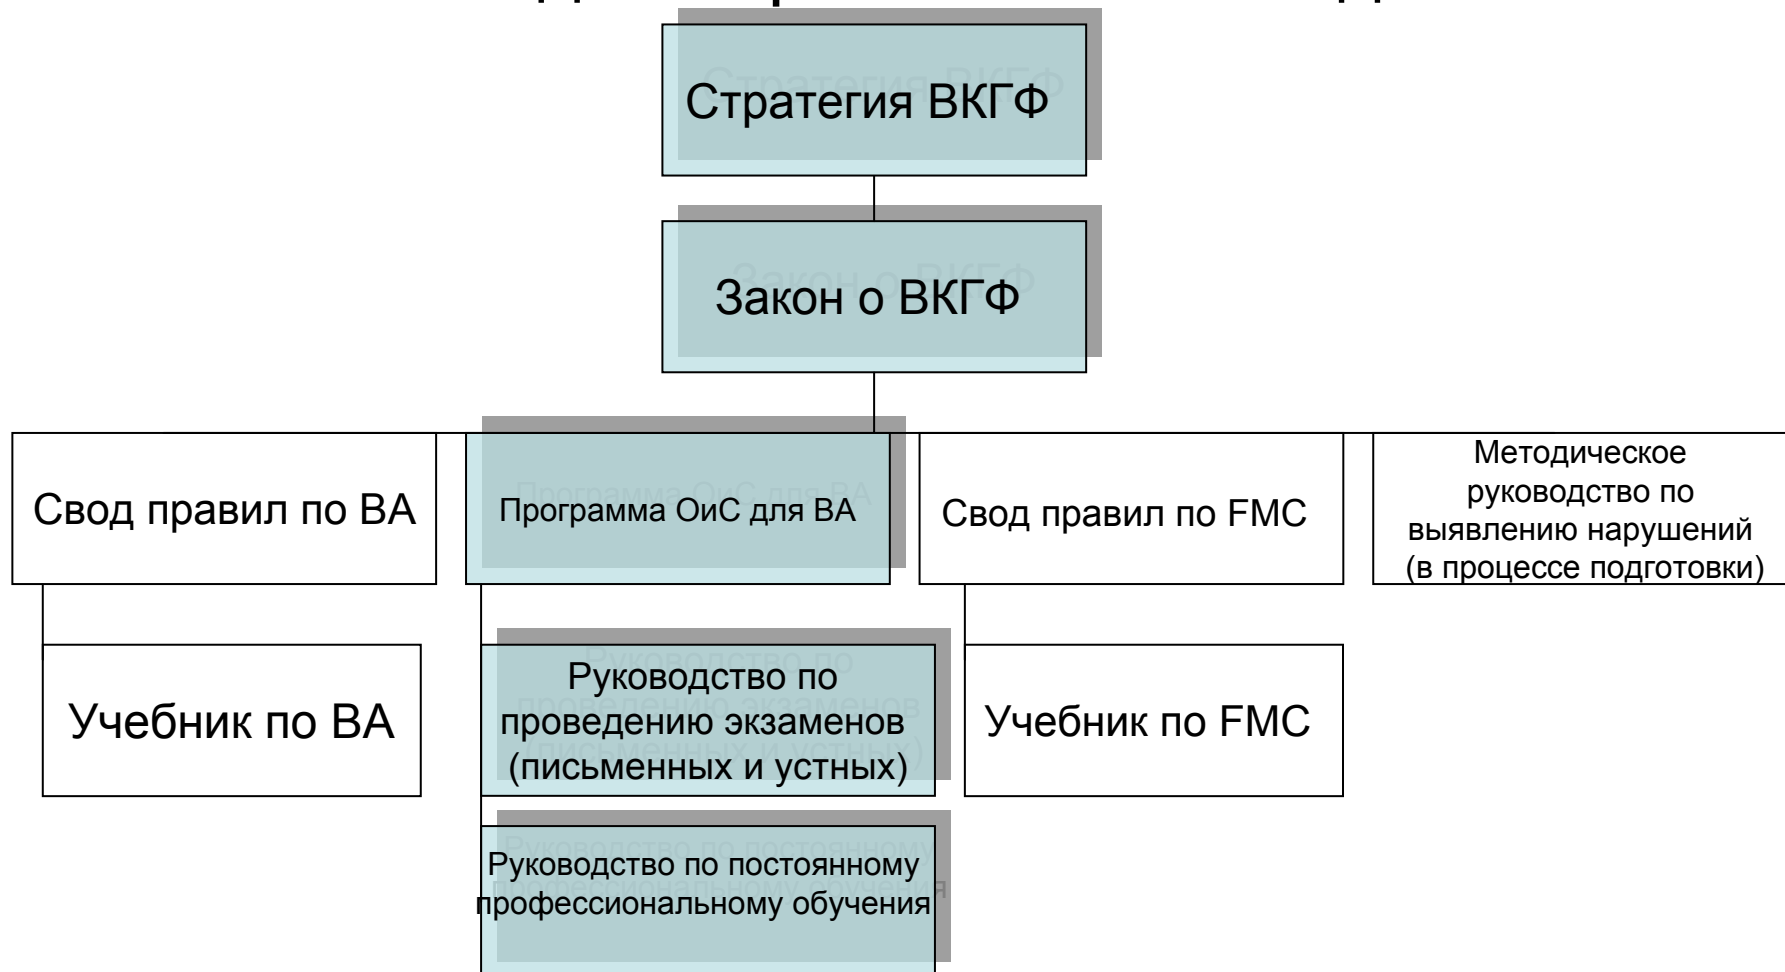 Стратегия ВКГФ
Закон о ВКГФ
Свод правил по ВА
Программа ОиС для ВА
Свод правил по FMC
Методическое
руководство по
выявлению нарушений
(в процессе подготовки)
Учебник по ВА
Руководство по
проведению экзаменов
(письменных и устных)
Учебник по FMC
Руководство по постоянному
профессиональному обучения